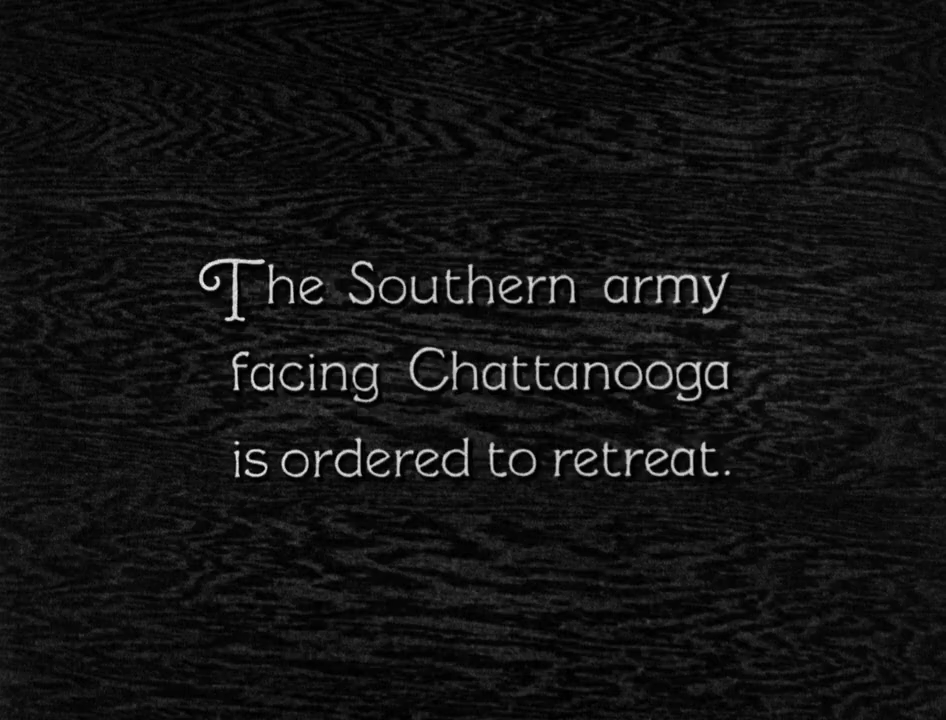 The Southern army
facing Chattanooga
is ordered to retreat.